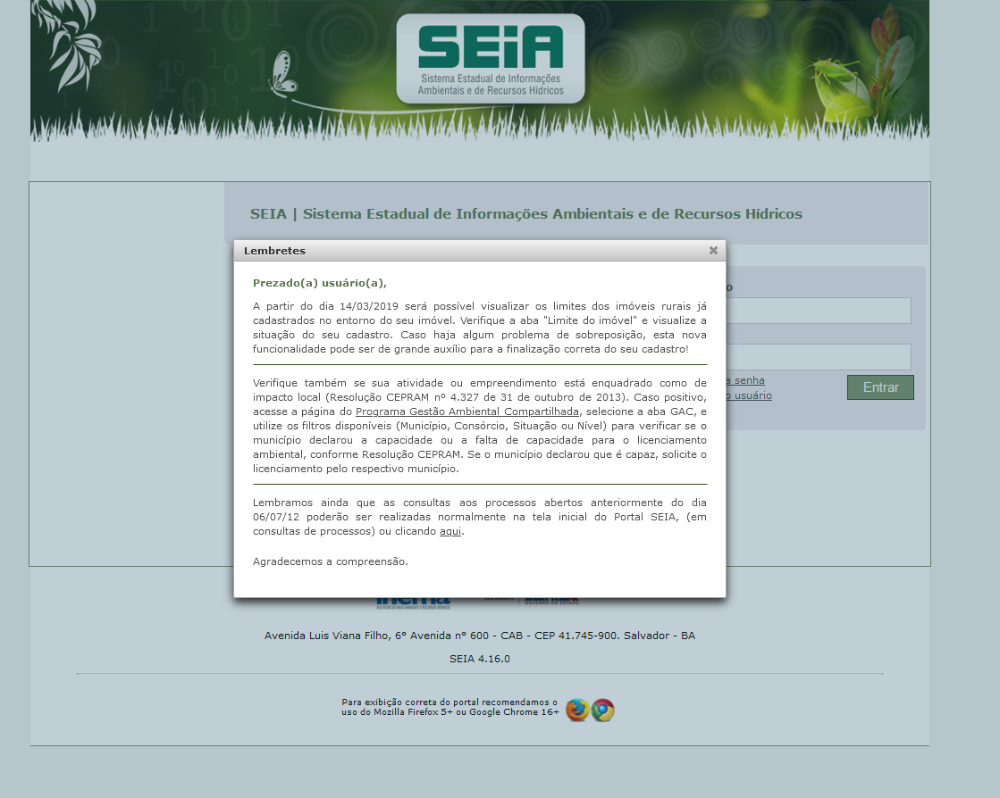 SEiA
Sistema Estadual de Informações
Ambientais e de Recursos Hídricos
SEIA | Sistema Estadual de Informações Ambientais e de Recursos Hídricos
Lembretes
Prezado(a) usuário(a),
A partir do dia 14/03/2019 será possível visualizar os limites dos imóveis rurais já
cadastrados no entorno do seu imóvel. Verifique a aba "Limite do imóvel" e visualize a
situação do seu cadastro. Caso haja algum problema de sobreposição, esta nova
funcionalidade pode ser de grande auxílio para a finalização correta do seu cadastro!
Verifique também se sua atividade ou empreendimento está enquadrado como de
impacto local (Resolução CEPRAM nº 4.327 de 31 de outubro de 2013). Caso positivo,
acesse a página do Programa Gestão Ambiental Compartilhada, selecione a aba GAC, e
utilize os filtros disponíveis (Município, Consórcio, Situação ou Nível) para verificar se o
município declarou a capacidade ou a falta de capacidade para o licenciamento
ambiental, conforme Resolução CEPRAM. Se o município declarou que é capaz, solicite o
licenciamento pelo respectivo município.
Lembramos ainda que as consultas aos processos abertos anteriormente do dia
06/07/12 poderão ser realizadas normalmente na tela inicial do Portal SEIA, (em
consultas de processos) ou clicando aqui.
Agradecemos a compreensão.
o
a senha
o usuário
Entrar
inema
INSTITUTO DO MEIO AMBIENTE E RECURSOS HÍDRICOS
GOVERNO DO ESTADO
Avenida Luis Viana Filho, 6º Avenida nº 600 - CAB - CEP 41.745-900. Salvador - BA
SEIA 4.16.0
Para exibição correta do portal recomendamos o
uso do Mozilla Firefox 5+ ou Google Chrome 16+